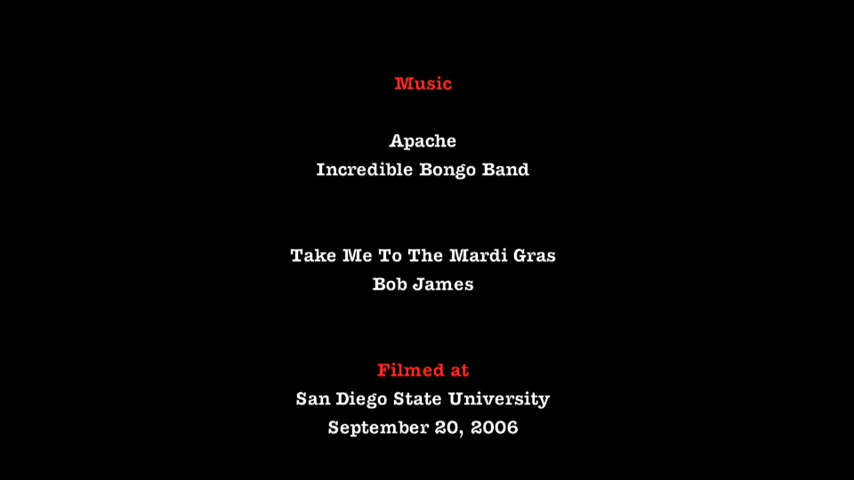 Music
Apache
Incredible Bongo Band
Take Me To The Mardi Gras
Bob James
Filmed at
San Diego State University
September 20, 2006